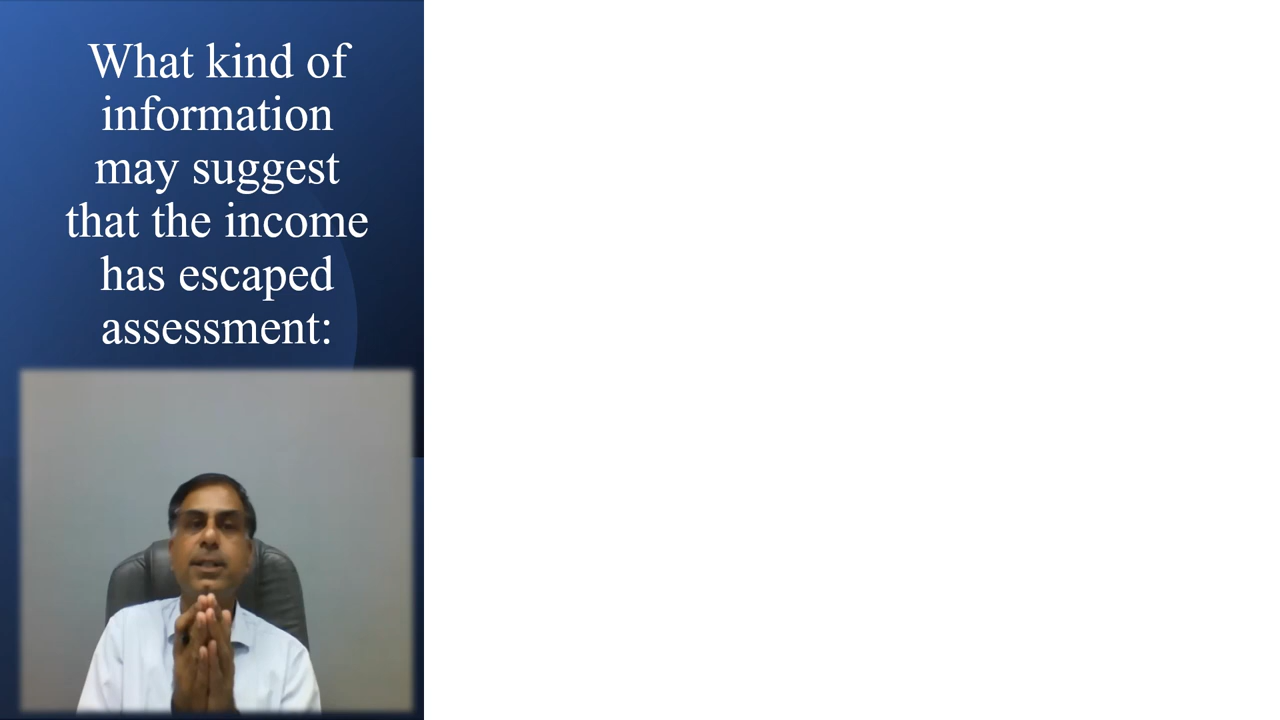 What kind of
information
may suggest
that the income
has escaped
assessment: